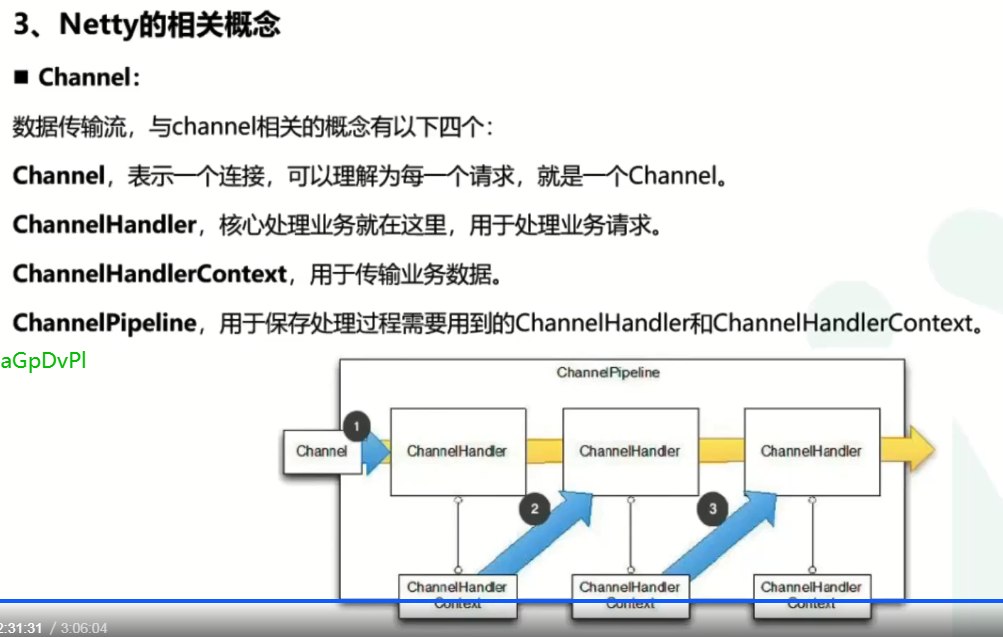 3、Netty的相关概念
■ Channel：
数据传输流，与channel相关的概念有以下四个：
Channel，表示一个连接，可以理解为每一个请求，就是一个Channel。
ChannelHandler，核心处理业务就在这里，用于处理业务请求。
ChannelHandlerContext，用于传输业务数据。
ChannelPipeline，用于保存处理过程需要用到的ChannelHandler和ChannelHandlerContext。
aGpDvPl
ChannelPipeline
1
Channel
ChannelHandler
ChannelHandler
ChannelHandler
2
3
ChannelHandler
Context
ChannelHandler
Context
ChannelHandler
Context
2:31:31 / 3:06:04